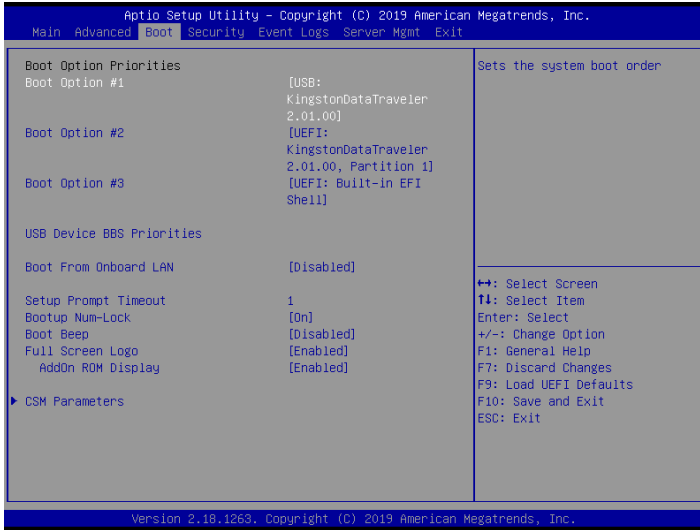 Aptio Setup Utility – Copyright (C) 2019 American Megatrends, Inc.
Main Advanced Boot Security Event Logs Server Mgmt Exit
Boot Option Priorities
Boot Option #1 [USB: KingstonDataTraveler 2.01.00]
Boot Option #2 [UEFI: KingstonDataTraveler 2.01.00, Partition 1]
Boot Option #3 [UEFI: Built-in EFI Shell]
USB Device BBS Priorities
Boot From Onboard LAN [Disabled]
Setup Prompt Timeout 1
Bootup Num-Lock [On]
Boot Beep [Disabled]
Full Screen Logo [Enabled]
AddOn ROM Display [Enabled]
CSM Parameters
Sets the system boot order
↔: Select Screen
↑↓: Select Item
Enter: Select
+/-: Change Option
F1: General Help
F7: Discard Changes
F9: Load UEFI Defaults
F10: Save and Exit
ESC: Exit
Version 2.18.1263. Copyright (C) 2019 American Megatrends, Inc.